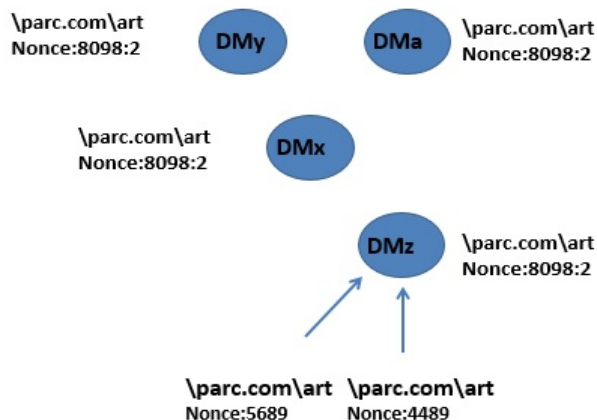 \parc.com\art
Nonce:8098:2
DMy
DMa
\parc.com\art
Nonce:8098:2
\parc.com\art
Nonce:8098:2
DMx
DMz
\parc.com\art
Nonce:8098:2
\parc.com\art
Nonce:5689
\parc.com\art
Nonce:4489